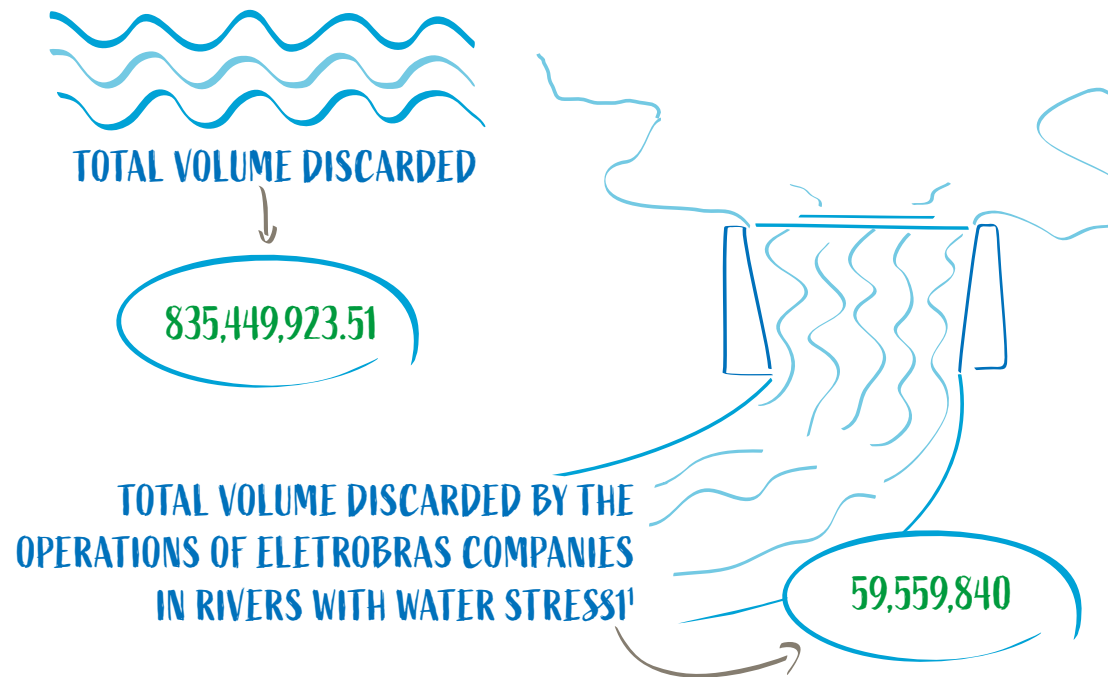 TOTAL VOLUME DISCARDED
835,449,923.51
TOTAL VOLUME DISCARDED BY THE
OPERATIONS OF ELETROBRAS COMPANIES
IN RIVERS WITH WATER STRESS1¹
59,559,840